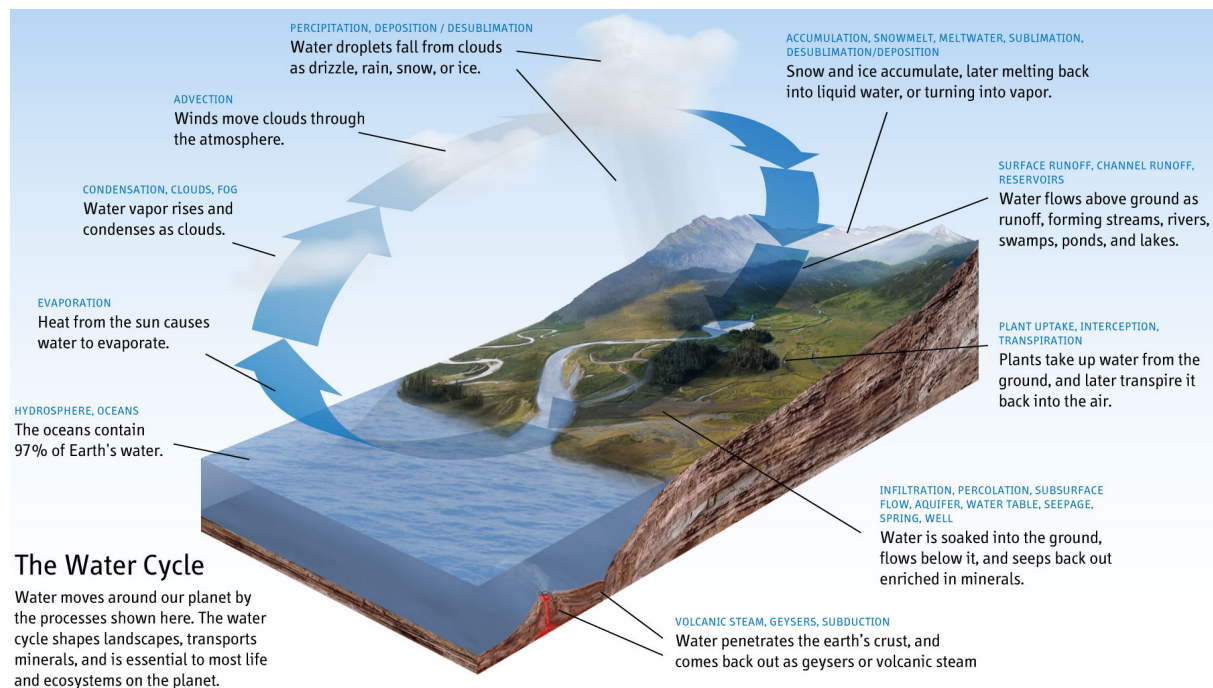 PERCIPITATION, DEPOSITION / DESUBLIMATION
Water droplets fall from clouds
as drizzle, rain, snow, or ice.
ACCUMULATION, SNOWMELT, MELTWATER, SUBLIMATION,
DESUBLIMATION/DEPOSITION
Snow and ice accumulate, later melting back
into liquid water, or turning into vapor.
ADVECTION
Winds move clouds through
the atmosphere.
SURFACE RUNOFF, CHANNEL RUNOFF,
RESERVOIRS
Water flows above ground as
runoff, forming streams, rivers,
swamps, ponds, and lakes.
CONDENSATION, CLOUDS, FOG
Water vapor rises and
condenses as clouds.
EVAPORATION
Heat from the sun causes
water to evaporate.
PLANT UPTAKE, INTERCEPTION,
TRANSPIRATION
Plants take up water from the
ground, and later transpire it
back into the air.
HYDROSPHERE, OCEANS
The oceans contain
97% of Earth's water.
INFILTRATION, PERCOLATION, SUBSURFACE
FLOW, AQUIFER, WATER TABLE, SEEPAGE,
SPRING, WELL
Water is soaked into the ground,
flows below it, and seeps back out
enriched in minerals.
The Water Cycle
Water moves around our planet by
the processes shown here. The water
cycle shapes landscapes, transports
minerals, and is essential to most life
and ecosystems on the planet.
VOLCANIC STEAM, GEYSERS, SUBDUCTION
Water penetrates the earth’s crust, and
comes back out as geysers or volcanic steam